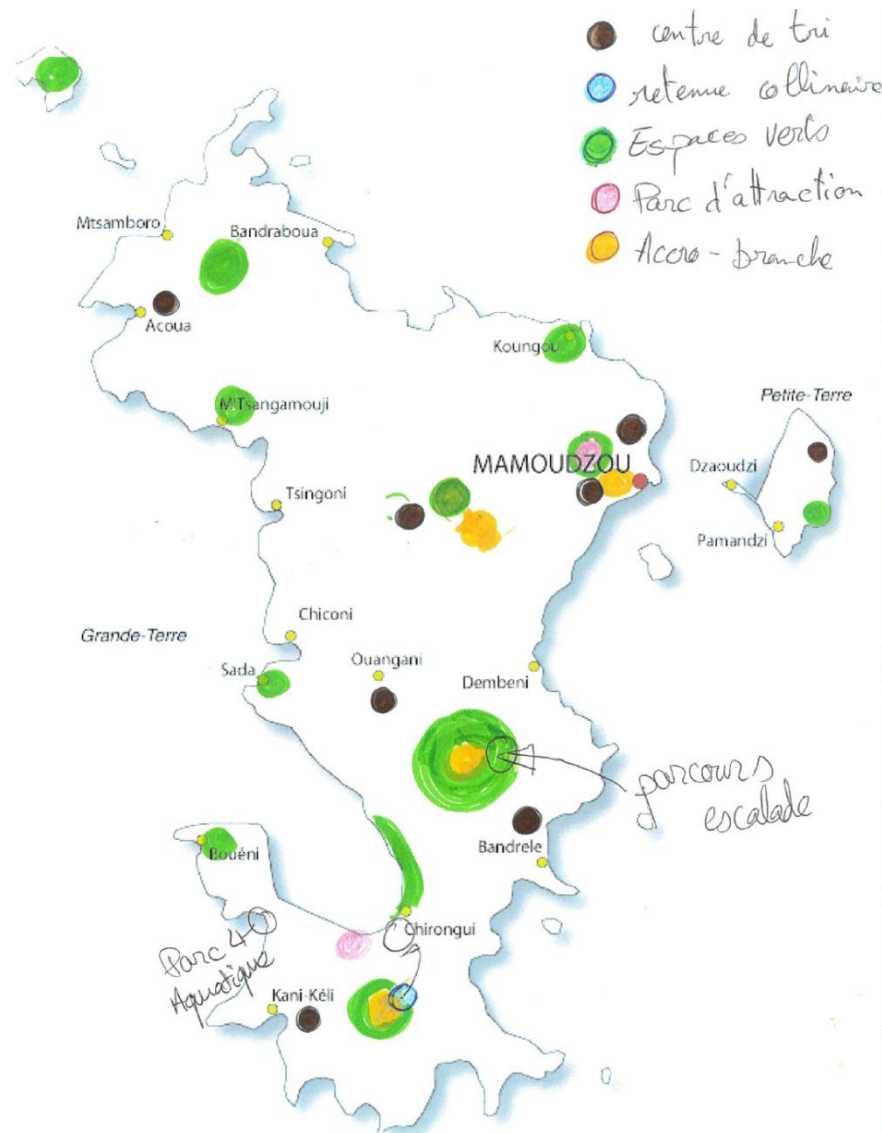 centre de tri
retenue collinaire
Espaces verts
Parc d'attraction
Accro-branche
Mtsamboro
Bandraboua
Acoua
Koungou
M'Tsangamouji
Petite-Terre
MAMOUDZOU
Dzaoudzi
Tsingoni
Pamandzi
Chiconi
Grande-Terre
Ouangani
Sada
Dembeni
parcours
escalade
Bandrele
Bouéni
Chirongui
Parc
Aquatique
Kani-Kéli